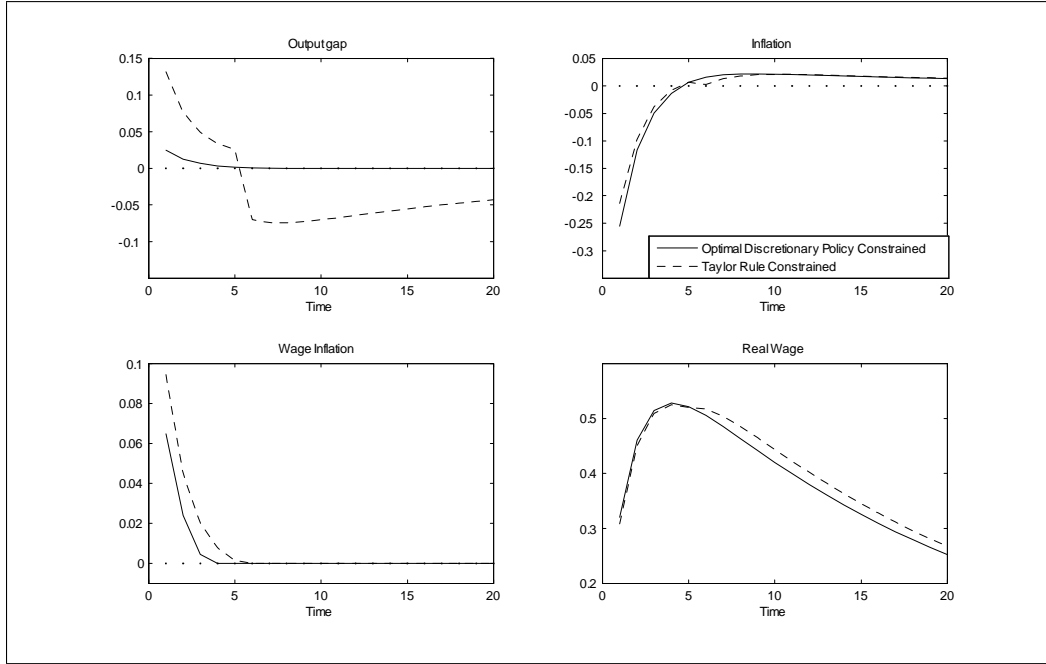 Output gap
0.15
0.1
0.05
0
-0.05
-0.1
0 5 10 15 20
Time
Inflation
0.05
0
-0.05
-0.1
-0.15
-0.2
-0.25
-0.3
Optimal Discretionary Policy Constrained
Taylor Rule Constrained
0 5 10 15 20
Time
Wage Inflation
0.1
0.08
0.06
0.04
0.02
0
0 5 10 15 20
Time
Real Wage
0.5
0.4
0.3
0.2
0 5 10 15 20
Time